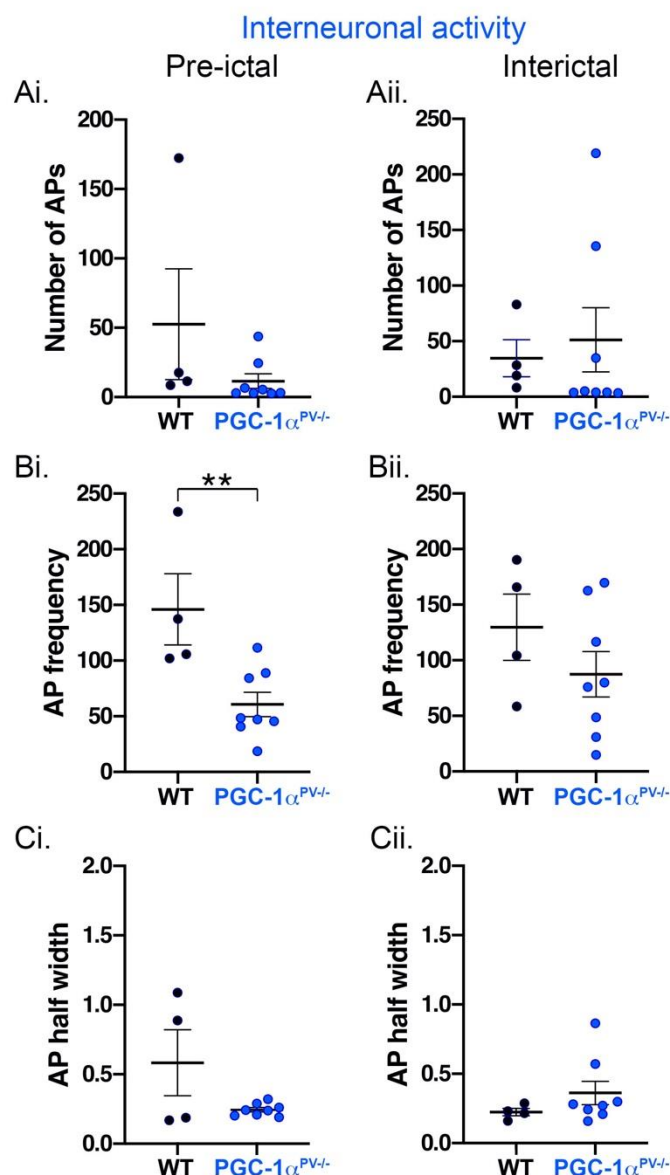 Interneuronal activity
Pre-ictal
Interictal
Ai.
Number of APs
200
150
100
50
0
WT
PGC-1α^PV-/-
Aii.
Number of APs
250
200
150
100
50
0
WT
PGC-1α^PV-/-
Bi.
AP frequency
250
200
150
100
50
0
**
WT
PGC-1α^PV-/-
Bii.
AP frequency
250
200
150
100
50
0
WT
PGC-1α^PV-/-
Ci.
AP half width
2.0
1.5
1.0
0.5
0.0
WT
PGC-1α^PV-/-
Cii.
AP half width
2.0
1.5
1.0
0.5
0.0
WT
PGC-1α^PV-/-